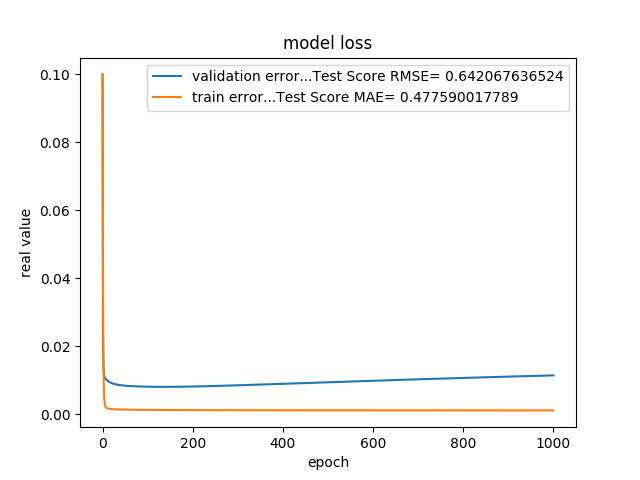 model loss
validation error...Test Score RMSE= 0.642067636524
train error...Test Score MAE= 0.477590017789
0.10
0.08
0.06
0.04
0.02
0.00
real value
0 200 400 600 800 1000
epoch